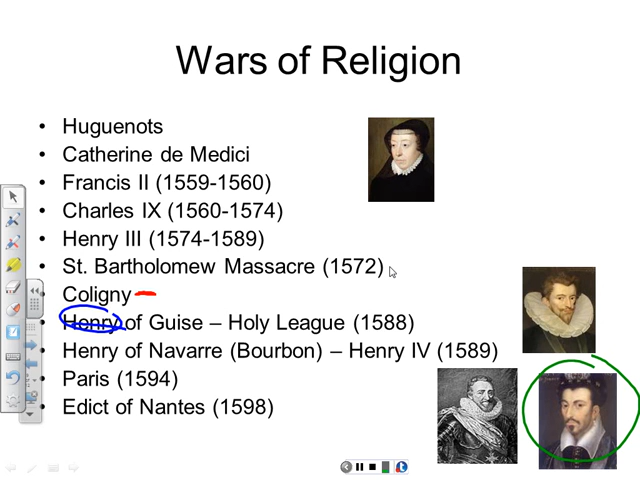 Wars of Religion
• Huguenots
• Catherine de Medici
• Francis II (1559-1560)
• Charles IX (1560-1574)
• Henry III (1574-1589)
• St. Bartholomew Massacre (1572)
• Coligny
• Henry of Guise – Holy League (1588)
• Henry of Navarre (Bourbon) – Henry IV (1589)
• Paris (1594)
• Edict of Nantes (1598)